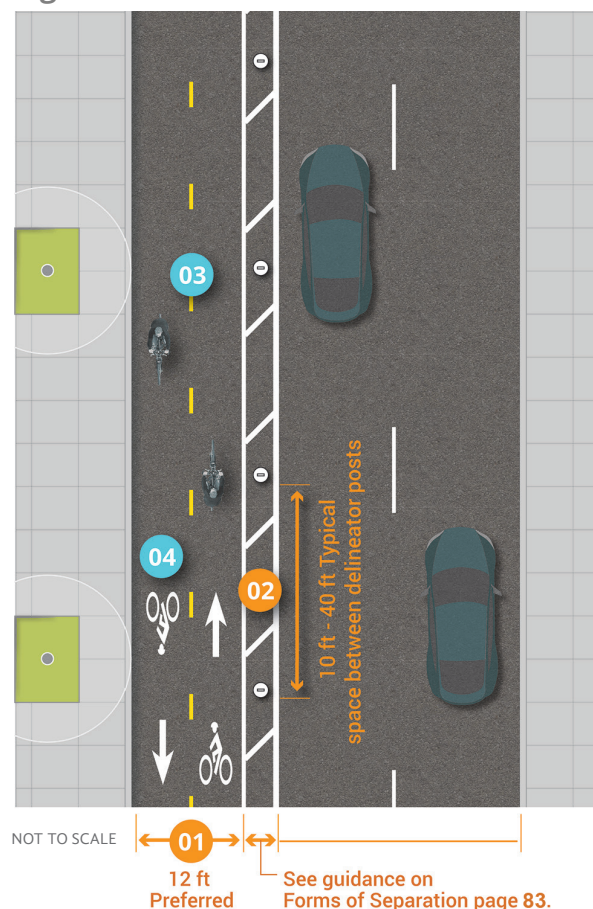 03
04
02
10 ft - 40 ft Typical
space between delineator posts
NOT TO SCALE
01
12 ft
Preferred
See guidance on
Forms of Separation page 83.